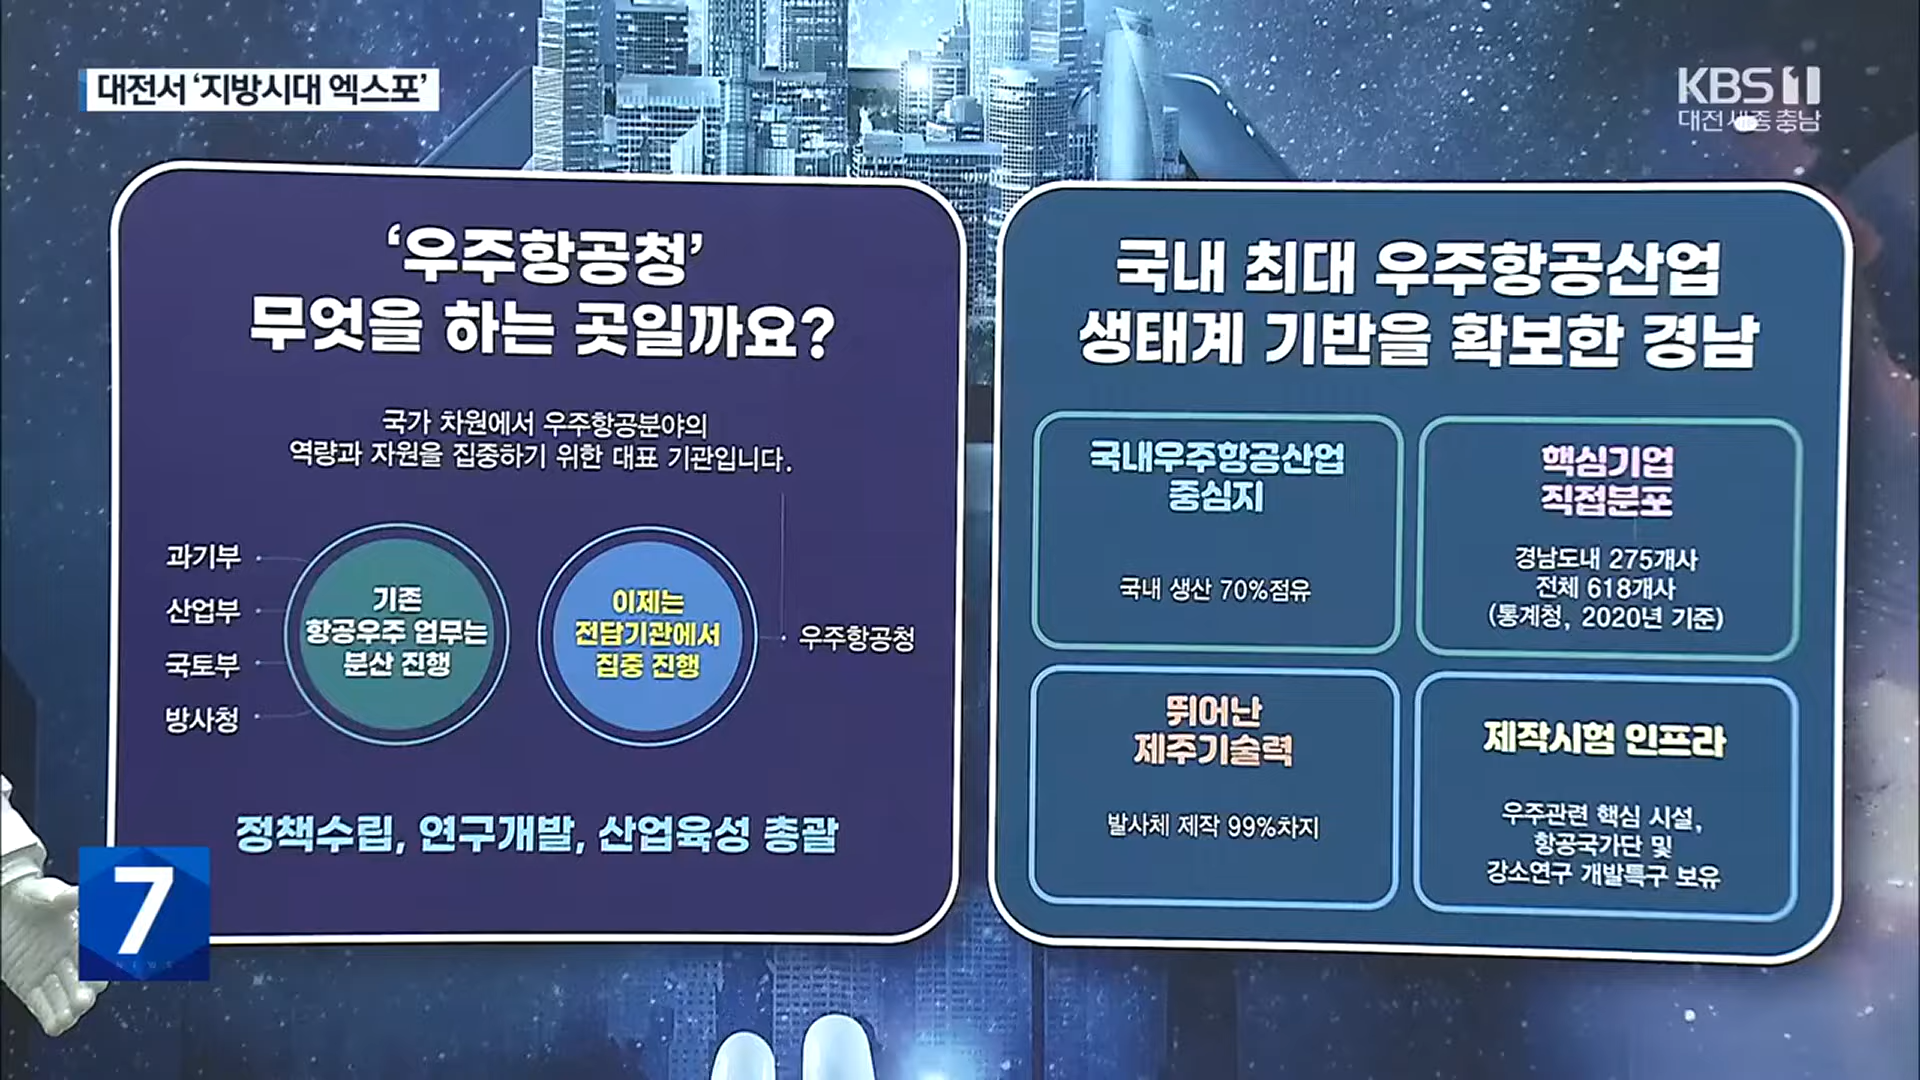 대전서 ‘지방시대 엑스포’
KBS 1
대전 세종 충남
‘우주항공청’
무엇을 하는 곳일까요?
국가 차원에서 우주항공분야의
역량과 자원을 집중하기 위한 대표 기관입니다.
과기부
산업부
국토부
방사청
기존
항공우주 업무는
분산 진행
이제는
전담기관에서
집중 진행
우주항공청
정책수립, 연구개발, 산업육성 총괄
국내 최대 우주항공산업
생태계 기반을 확보한 경남
국내우주항공산업
중심지
국내 생산 70%점유
핵심기업
직접분포
경남도내 275개사
전체 618개사
(통계청, 2020년 기준)
뛰어난
제주기술력
발사체 제작 99%차지
제작시험 인프라
우주관련 핵심 시설,
항공국가단 및
강소연구 개발특구 보유
7
NEWS